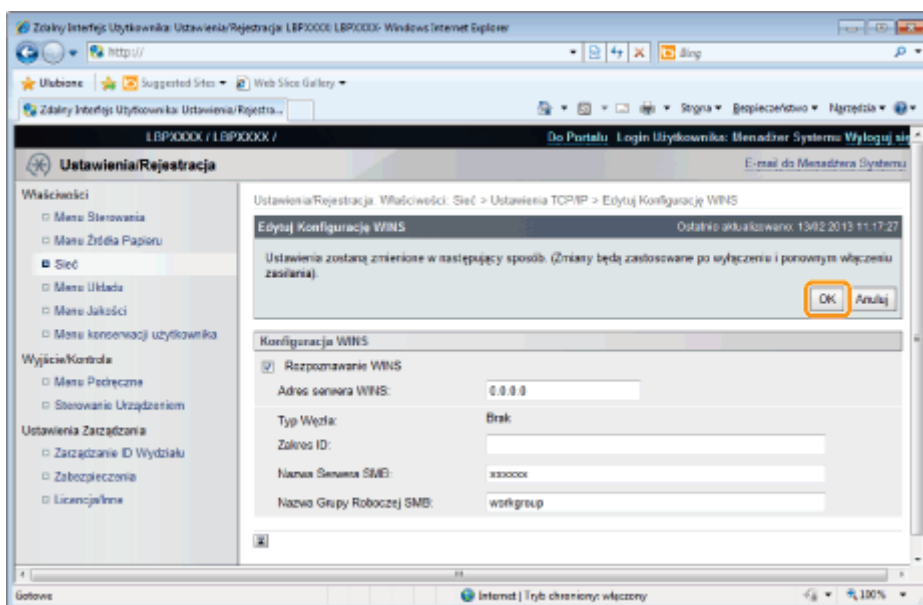 Zdalny Interfejs Użytkownika: Ustawienia/Rejestracja: LBPXXXX: LBPXXXX- Windows Internet Explorer
http://
Bing
Ulubione Suggested Sites Web Slice Gallery
Zdalny Interfejs Użytkownika: Ustawienia/Rejestra... Strona Bezpieczeństwo Narzędzia
LBPXXXX / LBPXXXX / Do Portalu Login Użytkownika: Menadżer Systemu Wyloguj się
Ustawienia/Rejestracja E-mail do Menadżera Systemu
Właściwości
Menu Sterowania
Menu Źródła Papieru
Sieć
Menu Układu
Menu Jakości
Menu konserwacji użytkownika
Wyjście/Kontrola
Menu Podręczne
Sterowanie Urządzeniem
Ustawienia Zarządzania
Zarządzanie ID Wydziału
Zabezpieczenia
Licencja/Inne
Ustawienia/Rejestracja: Właściwości: Sieć > Ustawienia TCP/IP > Edytuj Konfigurację WINS
Edytuj Konfigurację WINS Ostatnio aktualizowano: 13/02 2013 11:17:27
Ustawienia zostaną zmienione w następujący sposób. (Zmiany będą zastosowane po wyłączeniu i ponownym włączeniu
zasilania).
OK Anuluj
Konfiguracja WINS
Rozpoznawanie WINS
Adres serwera WINS: 0.0.0.0
Typ Węzła: Brak
Zakres ID:
Nazwa Serwera SMB: xxxxxx
Nazwa Grupy Roboczej SMB: workgroup
Gotowe Internet | Tryb chroniony: włączony 100%